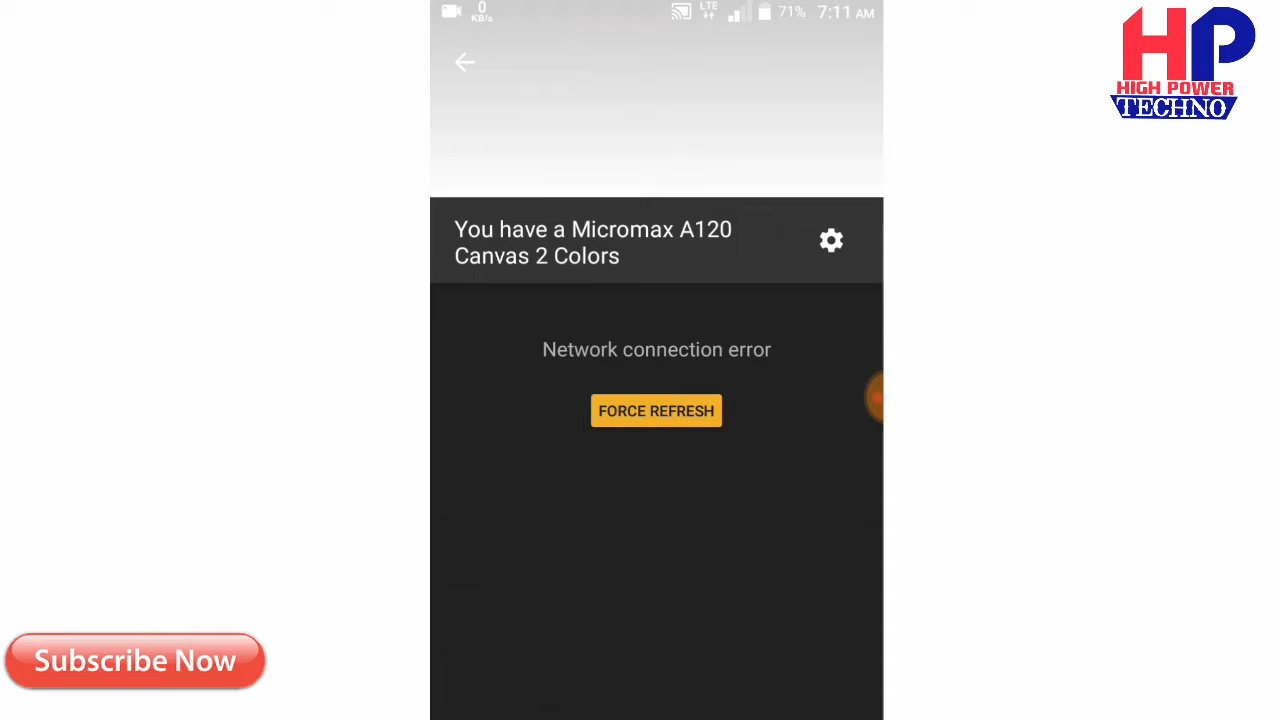 0
KB/s
LTE
71%
7:11 AM
HP
HIGH POWER
TECHNO
You have a Micromax A120
Canvas 2 Colors
Network connection error
FORCE REFRESH
Subscribe Now